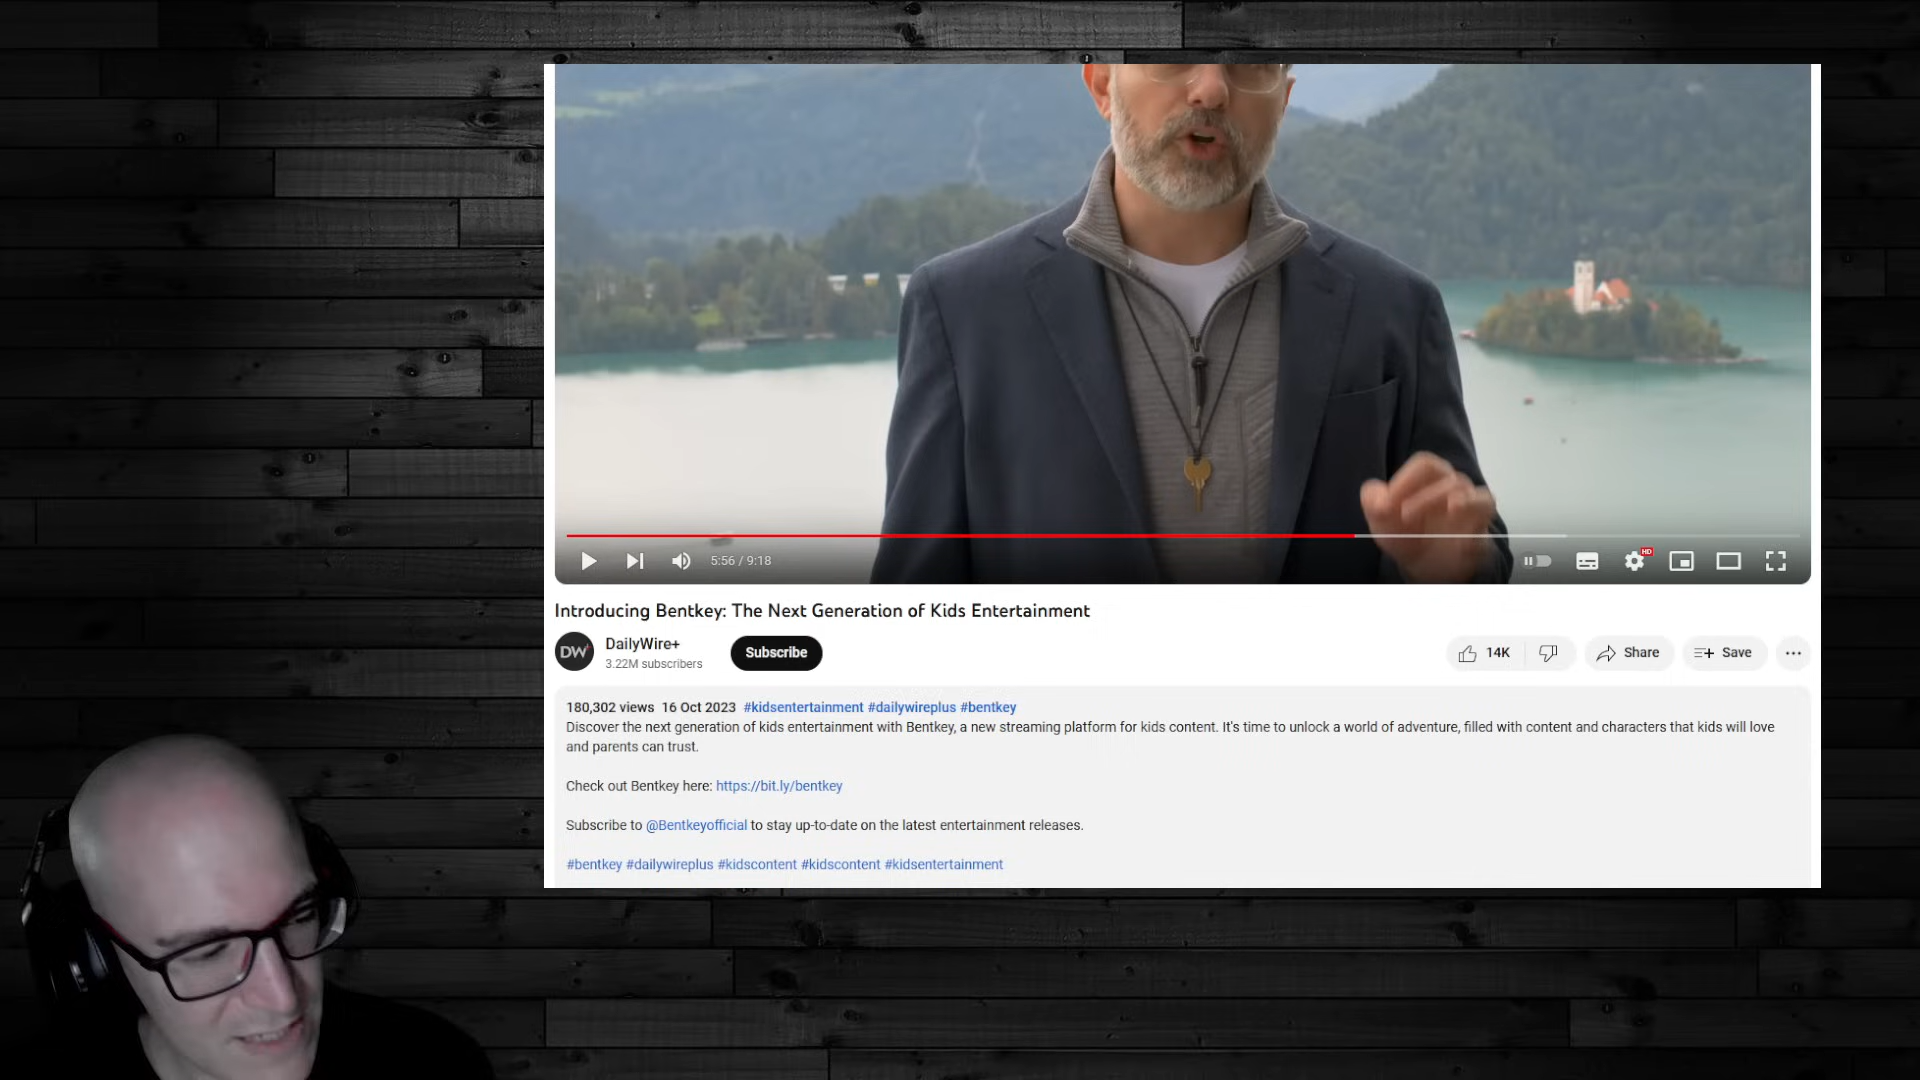 5:56 / 9:18
HD
Introducing Bentkey: The Next Generation of Kids Entertainment
DW+
DailyWire+
3.22M subscribers
Subscribe
14K
Share
Save
180,302 views 16 Oct 2023 #kidsentertainment #dailywireplus #bentkey
Discover the next generation of kids entertainment with Bentkey, a new streaming platform for kids content. It's time to unlock a world of adventure, filled with content and characters that kids will love
and parents can trust.
Check out Bentkey here: https://bit.ly/bentkey
Subscribe to @Bentkeyofficial to stay up-to-date on the latest entertainment releases.
#bentkey #dailywireplus #kidscontent #kidscontent #kidsentertainment